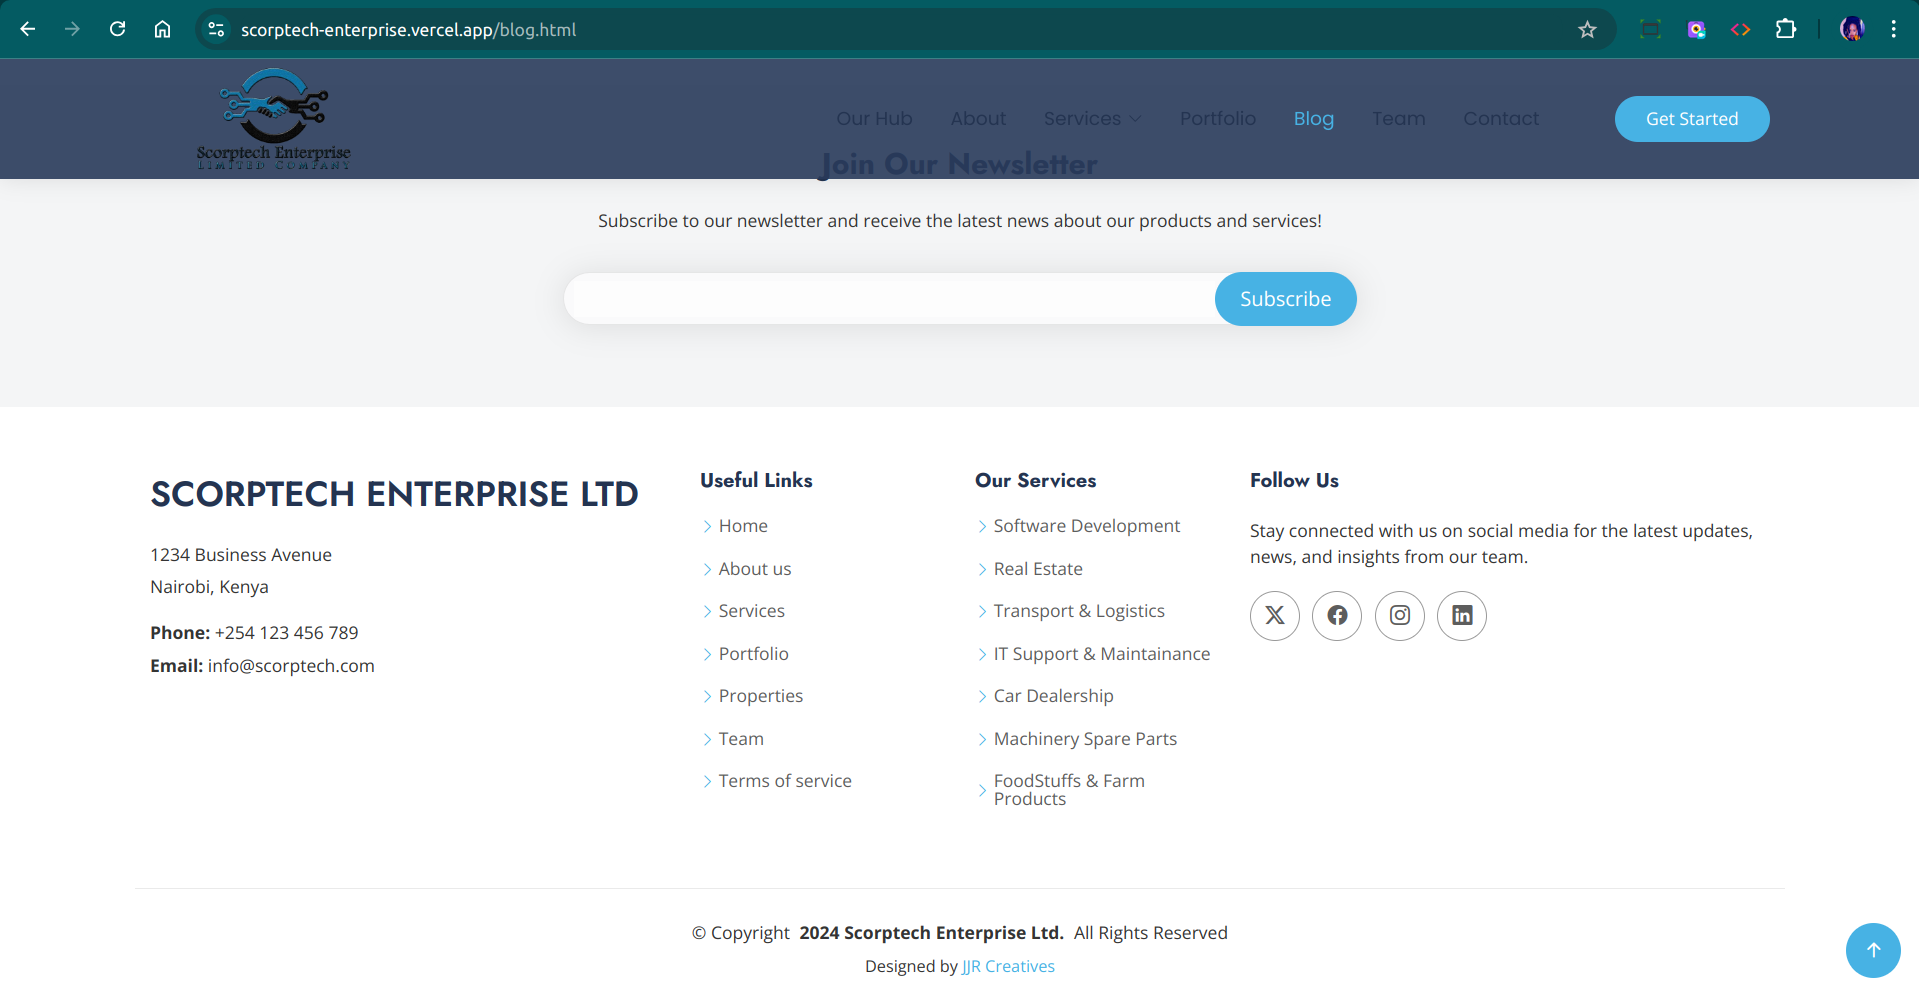 scorptech-enterprise.vercel.app/blog.html
Scorptech Enterprise
LIMITED COMPANY
Our Hub
About
Services
Portfolio
Blog
Team
Contact
Get Started
Join Our Newsletter
Subscribe to our newsletter and receive the latest news about our products and services!
Subscribe
SCORPTECH ENTERPRISE LTD
1234 Business Avenue
Nairobi, Kenya
Phone: +254 123 456 789
Email: info@scorptech.com
Useful Links
Home
About us
Services
Portfolio
Properties
Team
Terms of service
Our Services
Software Development
Real Estate
Transport & Logistics
IT Support & Maintainance
Car Dealership
Machinery Spare Parts
FoodStuffs & Farm
Products
Follow Us
Stay connected with us on social media for the latest updates,
news, and insights from our team.
© Copyright 2024 Scorptech Enterprise Ltd. All Rights Reserved
Designed by JJR Creatives